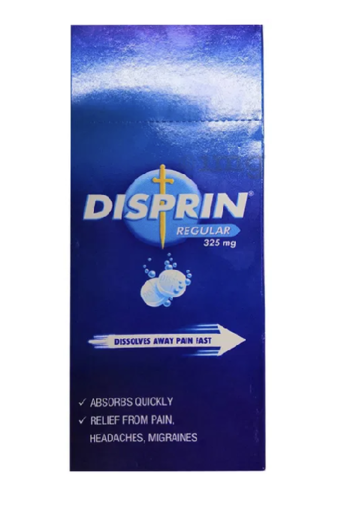 DISPRIN®
REGULAR
325 mg
DISSOLVES AWAY PAIN FAST
✓ ABSORBS QUICKLY
✓ RELIEF FROM PAIN,
HEADACHES, MIGRAINES